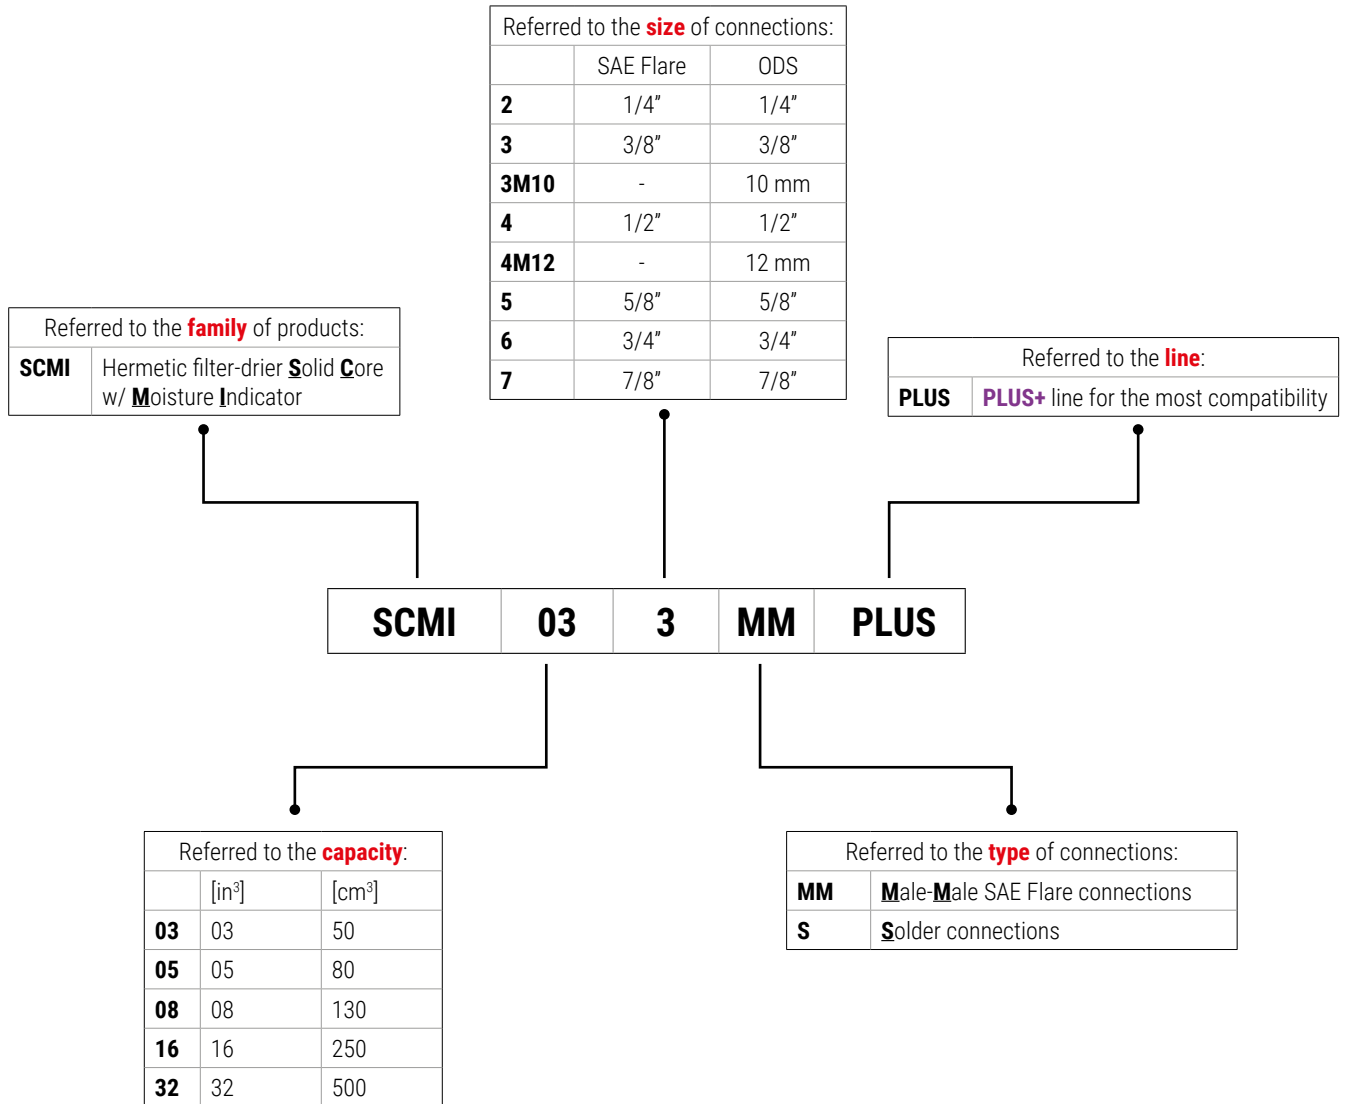 Referred to the size of connections:
SAE Flare ODS
2 1/4” 1/4”
3 3/8” 3/8”
3M10 - 10 mm
4 1/2” 1/2”
4M12 - 12 mm
5 5/8” 5/8”
6 3/4” 3/4”
7 7/8” 7/8”
Referred to the family of products:
SCMI Hermetic filter-drier Solid Core
w/ Moisture Indicator
Referred to the line:
PLUS PLUS+ line for the most compatibility
SCMI 03 3 MM PLUS
Referred to the capacity:
[in³] [cm³]
03 03 50
05 05 80
08 08 130
16 16 250
32 32 500
Referred to the type of connections:
MM Male-Male SAE Flare connections
S Solder connections